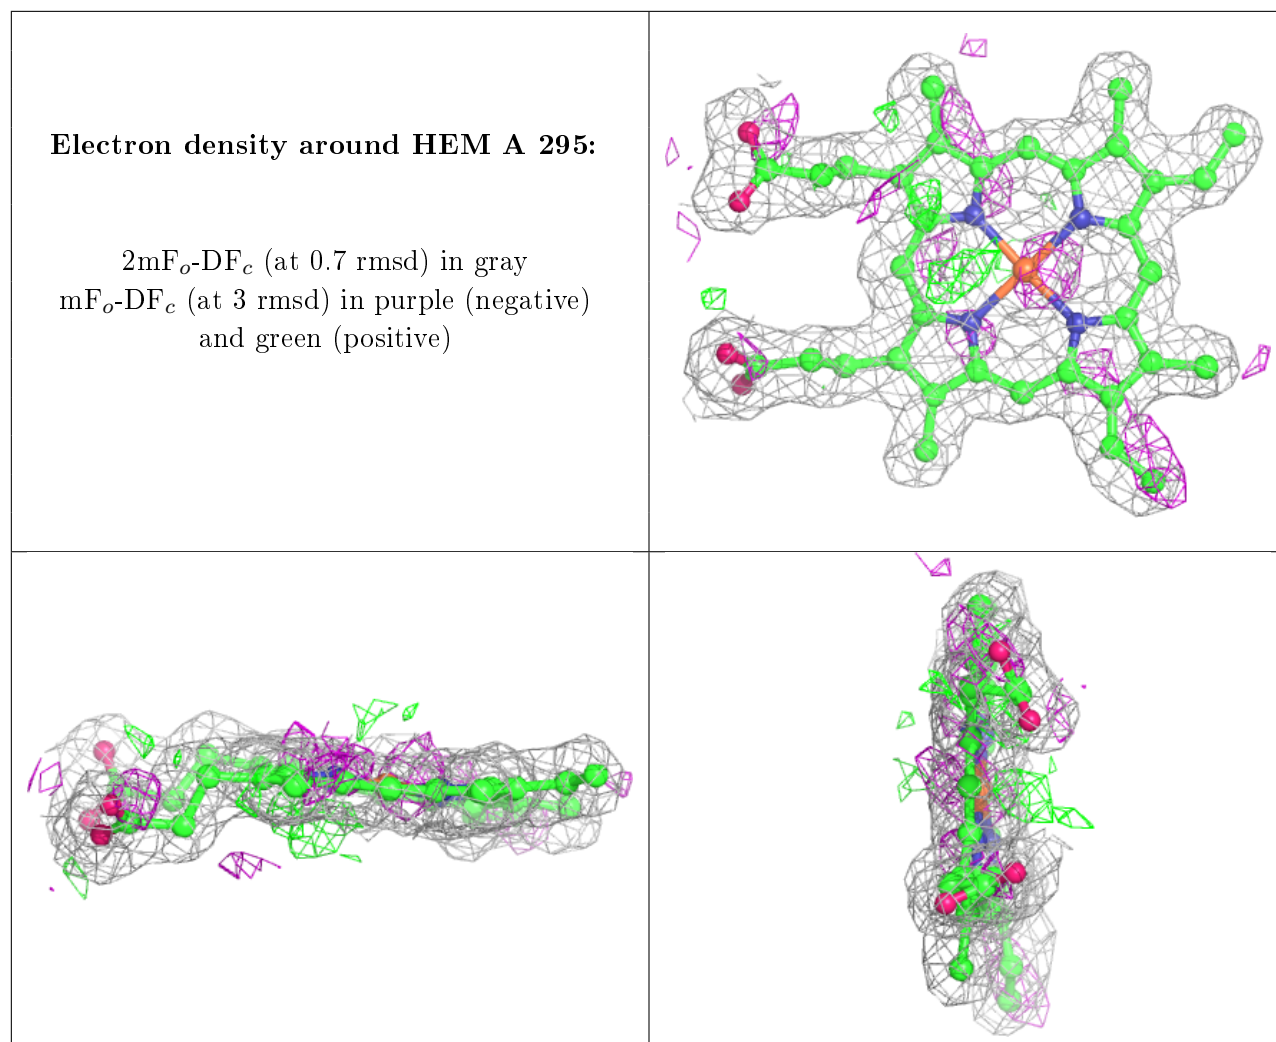 Electron density around HEM A 295:
2mFₒ-DF𝒸 (at 0.7 rmsd) in gray
mFₒ-DF𝒸 (at 3 rmsd) in purple (negative)
and green (positive)